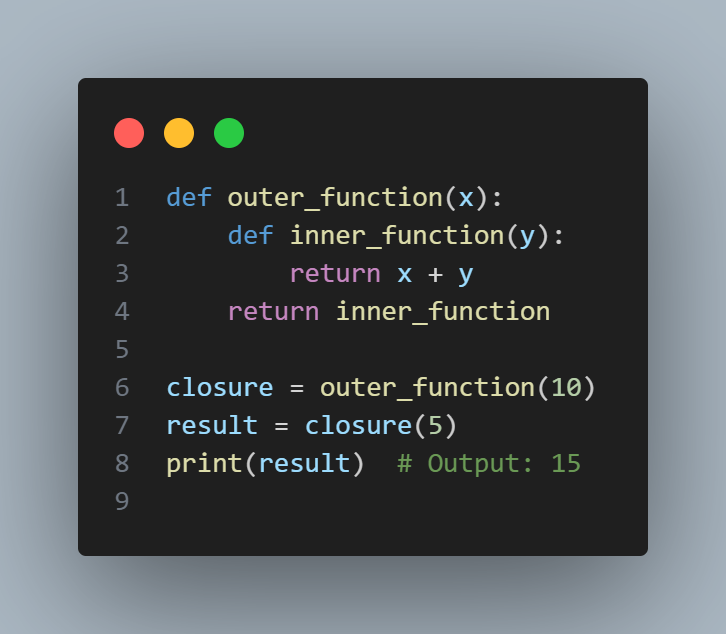 1 def outer_function(x):
2     def inner_function(y):
3         return x + y
4     return inner_function
5
6 closure = outer_function(10)
7 result = closure(5)
8 print(result)  # Output: 15
9